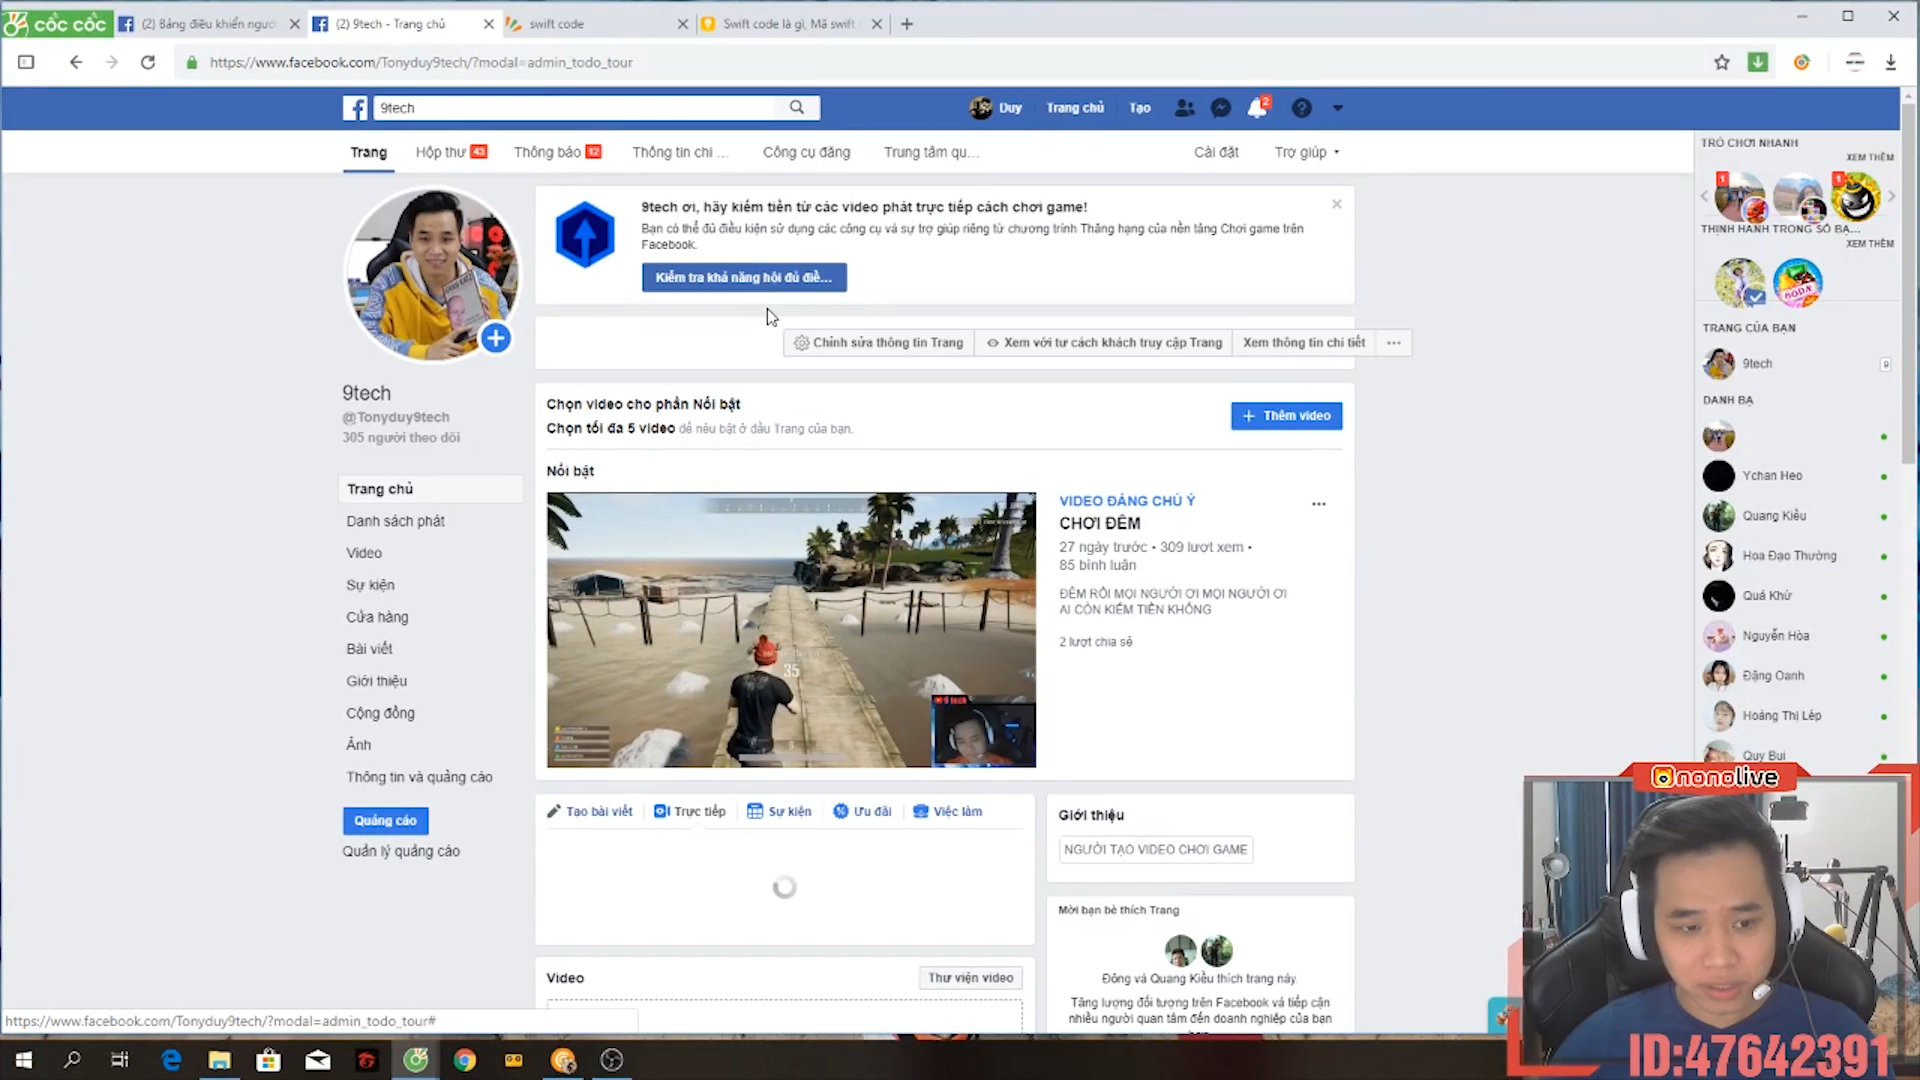 cốc cốc
(2) Bảng điều khiển ngườ
(2) 9tech - Trang chủ
swift code
Swift code là gì, Mã swift
https://www.facebook.com/Tonyduy9tech/?modal=admin_todo_tour
9tech
Duy
Trang chủ
Tạo
2
Trang
Hộp thư 43
Thông báo 12
Thông tin chi ...
Công cụ đăng
Trung tâm qu...
Cài đặt
Trợ giúp
9tech ơi, hãy kiếm tiền từ các video phát trực tiếp cách chơi game!
Bạn có thể đủ điều kiện sử dụng các công cụ và sự trợ giúp riêng từ chương trình Thăng hạng của nền tảng Chơi game trên
Facebook.
Kiểm tra khả năng hội đủ điề...
Chỉnh sửa thông tin Trang
Xem với tư cách khách truy cập Trang
Xem thông tin chi tiết
9tech
@Tonyduy9tech
305 người theo dõi
Trang chủ
Danh sách phát
Video
Sự kiện
Cửa hàng
Bài viết
Giới thiệu
Cộng đồng
Ảnh
Thông tin và quảng cáo
Quảng cáo
Quản lý quảng cáo
Chọn video cho phần Nổi bật
Chọn tối đa 5 video để nêu bật ở đầu Trang của bạn.
+ Thêm video
Nổi bật
35
9 tech
VIDEO ĐÁNG CHÚ Ý
CHƠI ĐÊM
27 ngày trước • 309 lượt xem •
85 bình luận
ĐÊM RỒI MỌI NGƯỜI ƠI MỌI NGƯỜI ƠI
AI CÒN KIẾM TIỀN KHÔNG
2 lượt chia sẻ
Tạo bài viết
Trực tiếp
Sự kiện
Ưu đãi
Việc làm
Video
Thư viện video
Giới thiệu
NGƯỜI TẠO VIDEO CHƠI GAME
Mời bạn bè thích Trang
Đông và Quang Kiều thích trang này.
Tăng lượng đối tượng trên Facebook và tiếp cận
nhiều người quan tâm đến doanh nghiệp của bạn
TRÒ CHƠI NHANH
XEM THÊM
1
1
THỊNH HÀNH TRONG SỐ BẠ...
XEM THÊM
TRANG CỦA BẠN
9tech
9
DANH BẠ
Ychan Heo
Quang Kiều
Hoa Đạo Thường
Quá Khứ
Nguyễn Hòa
Đặng Oanh
Hoàng Thị Lép
Quy Bui
nonolive
ID:47642391
https://www.facebook.com/Tonyduy9tech/?modal=admin_todo_tour#